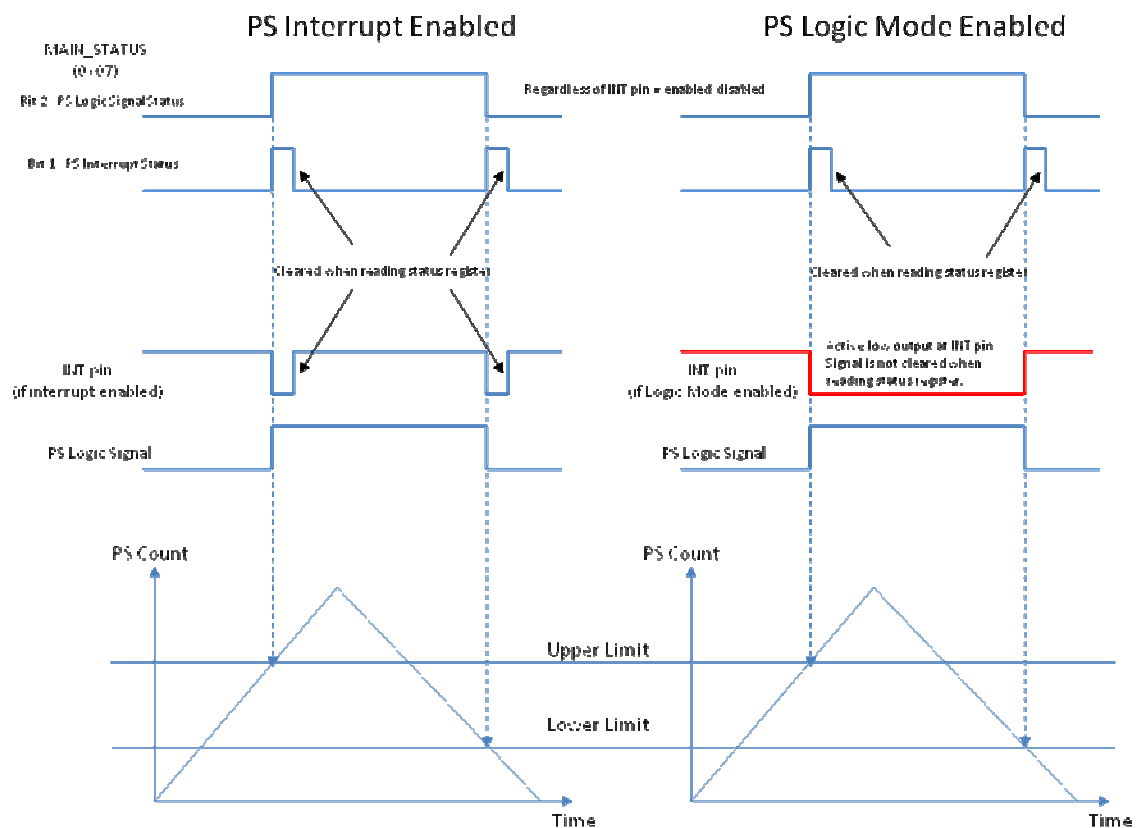 PS Interrupt Enabled
PS Logic Mode Enabled
MAIN_STATUS
(0x07)
Bit 2 PS Logic Signal Status
Regardless of INT pin = enabled disabled
Bit 1 PS Interrupt Status
Cleared when reading status register
Cleared when reading status register
INT pin
(if interrupt enabled)
INT pin
(if Logic Mode enabled)
Active low output at INT pin
Signal is not cleared when
reading status register.
PS Logic Signal
PS Logic Signal
PS Count
PS Count
Upper Limit
Lower Limit
Time
Time